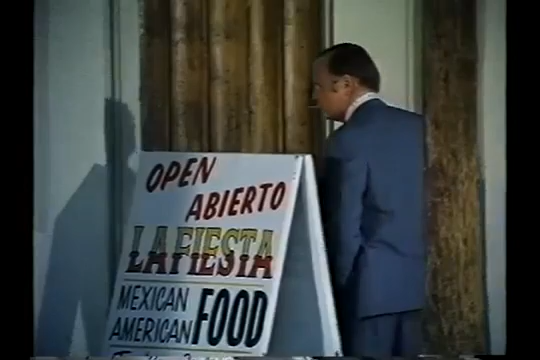 OPEN
ABIERTO
LA FIESTA
MEXICAN
AMERICAN
FOOD